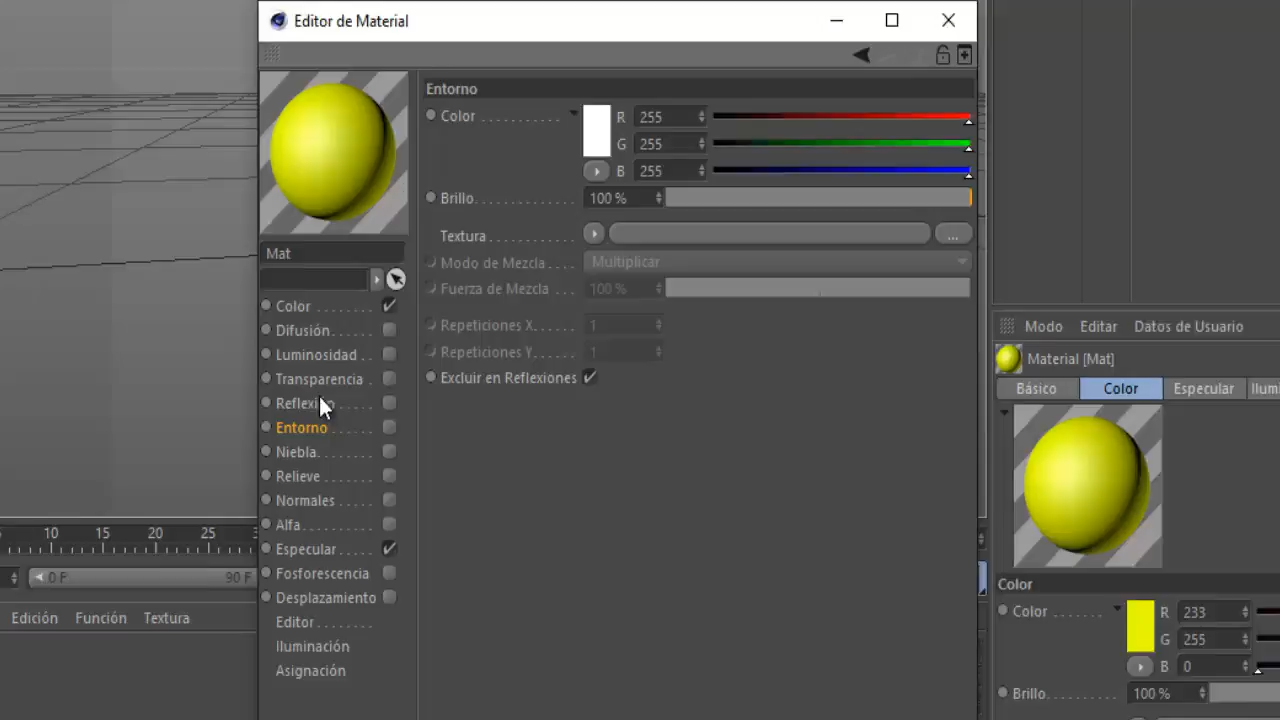 Editor de Material
Entorno
Color
R 255
G 255
B 255
Brillo 100 %
Textura ...
Modo de Mezcla Multiplicar
Fuerza de Mezcla 100 %
Repeticiones X 1
Repeticiones Y 1
Excluir en Reflexiones
Mat
Color
Difusión
Luminosidad
Transparencia
Entorno
Niebla
Relieve
Normales
Alfa
Especular
Fosforescencia
Desplazamiento
Editor
Iluminación
Asignación
10 15 20 25
0 F 90 F
Edición Función Textura
Modo Editar Datos de Usuario
Material [Mat]
Básico Color Especular
Color
Color R 233
G 255
B 0
Brillo 100 %